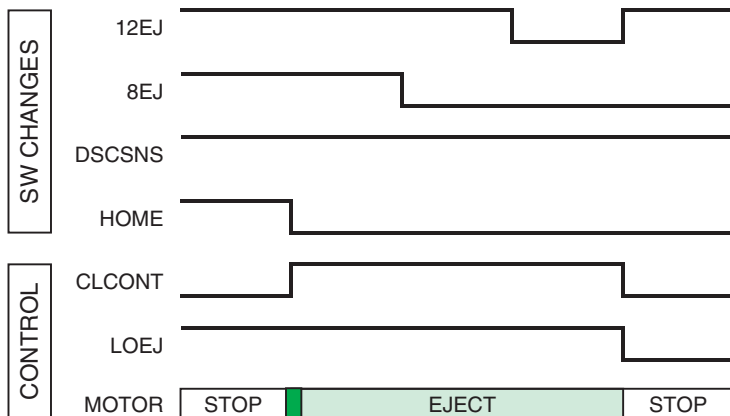 SW CHANGES
12EJ
8EJ
DSCSNS
HOME
CONTROL
CLCONT
LOEJ
MOTOR STOP EJECT STOP